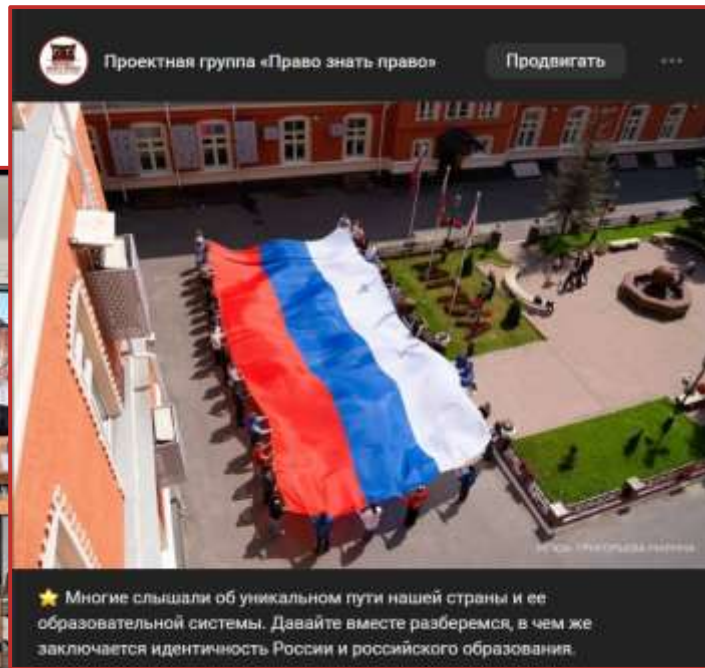 Проектная группа «Право знать право»
Продвигать
⭐ Многие слышали об уникальном пути нашей страны и ее
образовательной системы. Давайте вместе разберемся, в чем же
заключается идентичность России и российского образования.